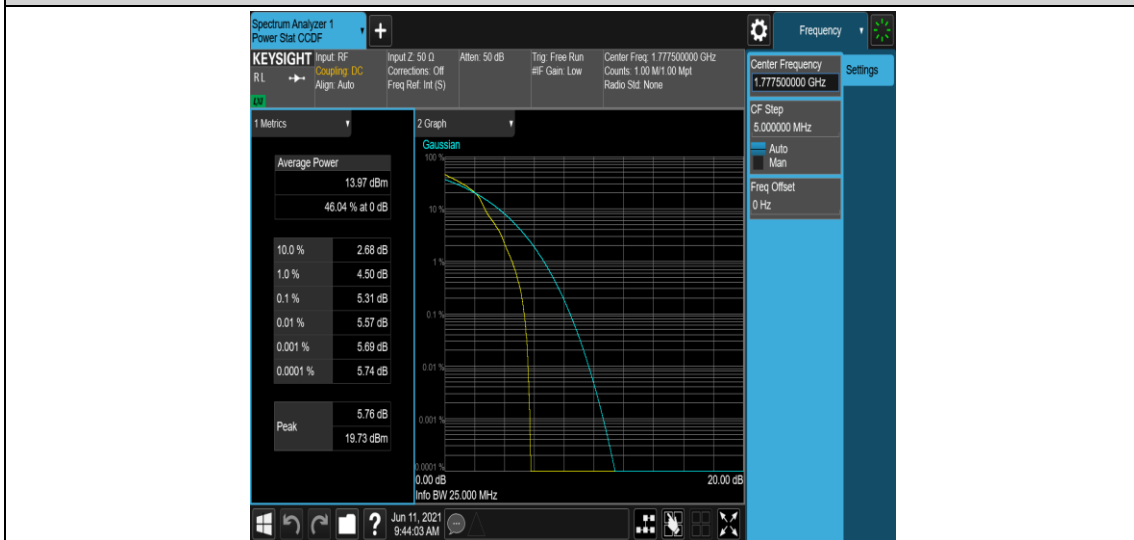 Spectrum Analyzer 1
Power Stat CCDF
+
Frequency
KEYSIGHT
RL
LXI
Input: RF
Coupling: DC
Align: Auto
Input Z: 50 Ω
Corrections: Off
Freq Ref: Int (S)
Atten: 50 dB
Trig: Free Run
#IF Gain: Low
Center Freq: 1.777500000 GHz
Counts: 1.00 M/1.00 Mpt
Radio Std: None
Center Frequency
1.777500000 GHz
Settings
CF Step
5.000000 MHz
Auto
Man
Freq Offset
0 Hz
1 Metrics
Average Power
13.97 dBm
46.04 % at 0 dB
10.0 % 2.68 dB
1.0 % 4.50 dB
0.1 % 5.31 dB
0.01 % 5.57 dB
0.001 % 5.69 dB
0.0001 % 5.74 dB
Peak
5.76 dB
19.73 dBm
2 Graph
Gaussian
100 %
10 %
1 %
0.1 %
0.01 %
0.001 %
0.0001 %
0.00 dB 20.00 dB
Info BW 25.000 MHz
?
Jun 11, 2021
9:44:03 AM